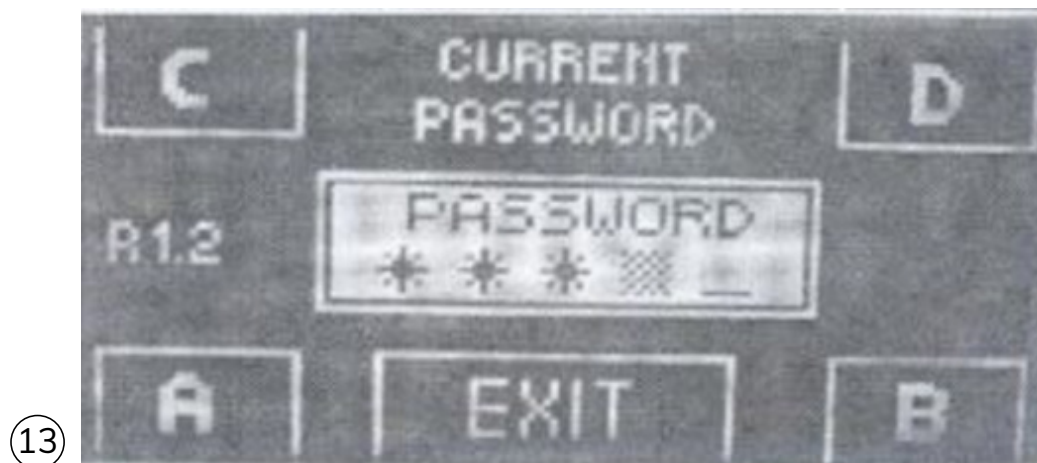 C
CURRENT
PASSWORD
D
R1.2
PASSWORD
* * * _
A
EXIT
B
13